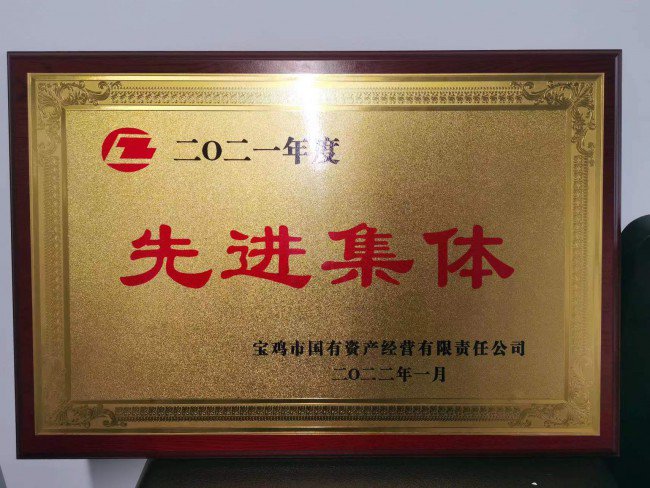 二〇二一年度
先进集体
宝鸡市国有资产经营有限责任公司
二〇二二年一月